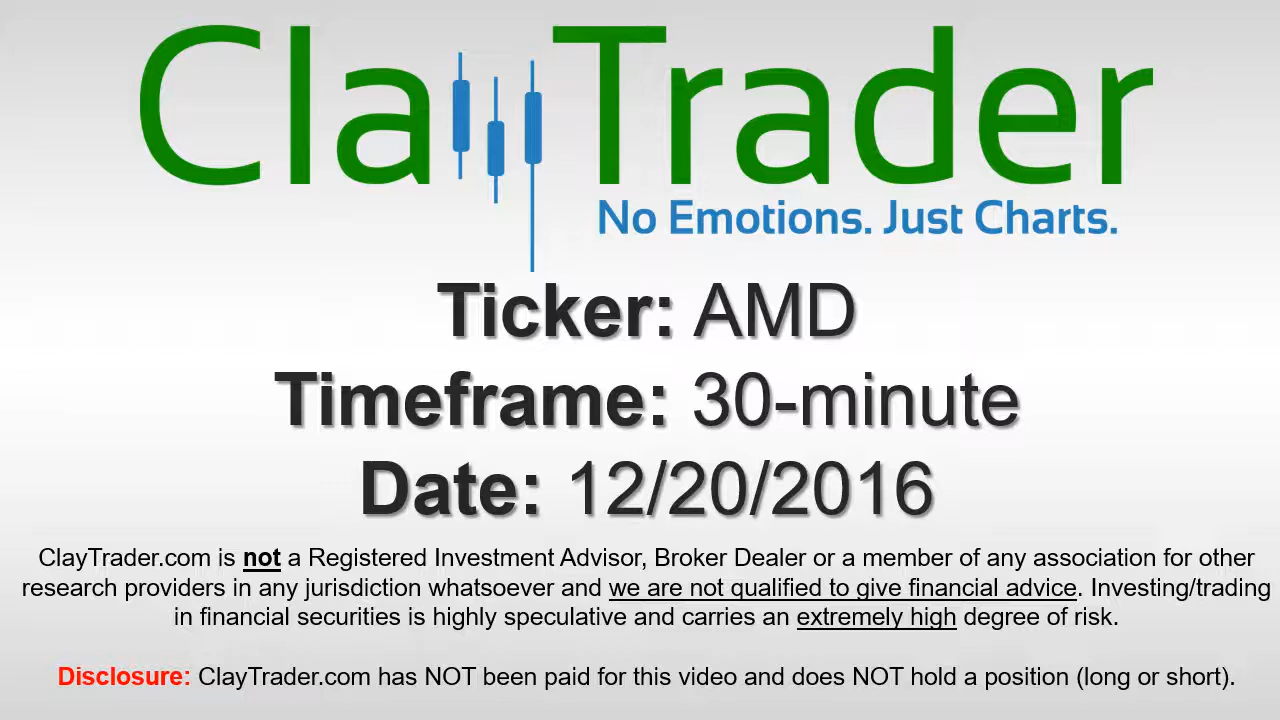 ClayTrader
No Emotions. Just Charts.
Ticker: AMD
Timeframe: 30-minute
Date: 12/20/2016
ClayTrader.com is not a Registered Investment Advisor, Broker Dealer or a member of any association for other
research providers in any jurisdiction whatsoever and we are not qualified to give financial advice. Investing/trading
in financial securities is highly speculative and carries an extremely high degree of risk.
Disclosure: ClayTrader.com has NOT been paid for this video and does NOT hold a position (long or short).